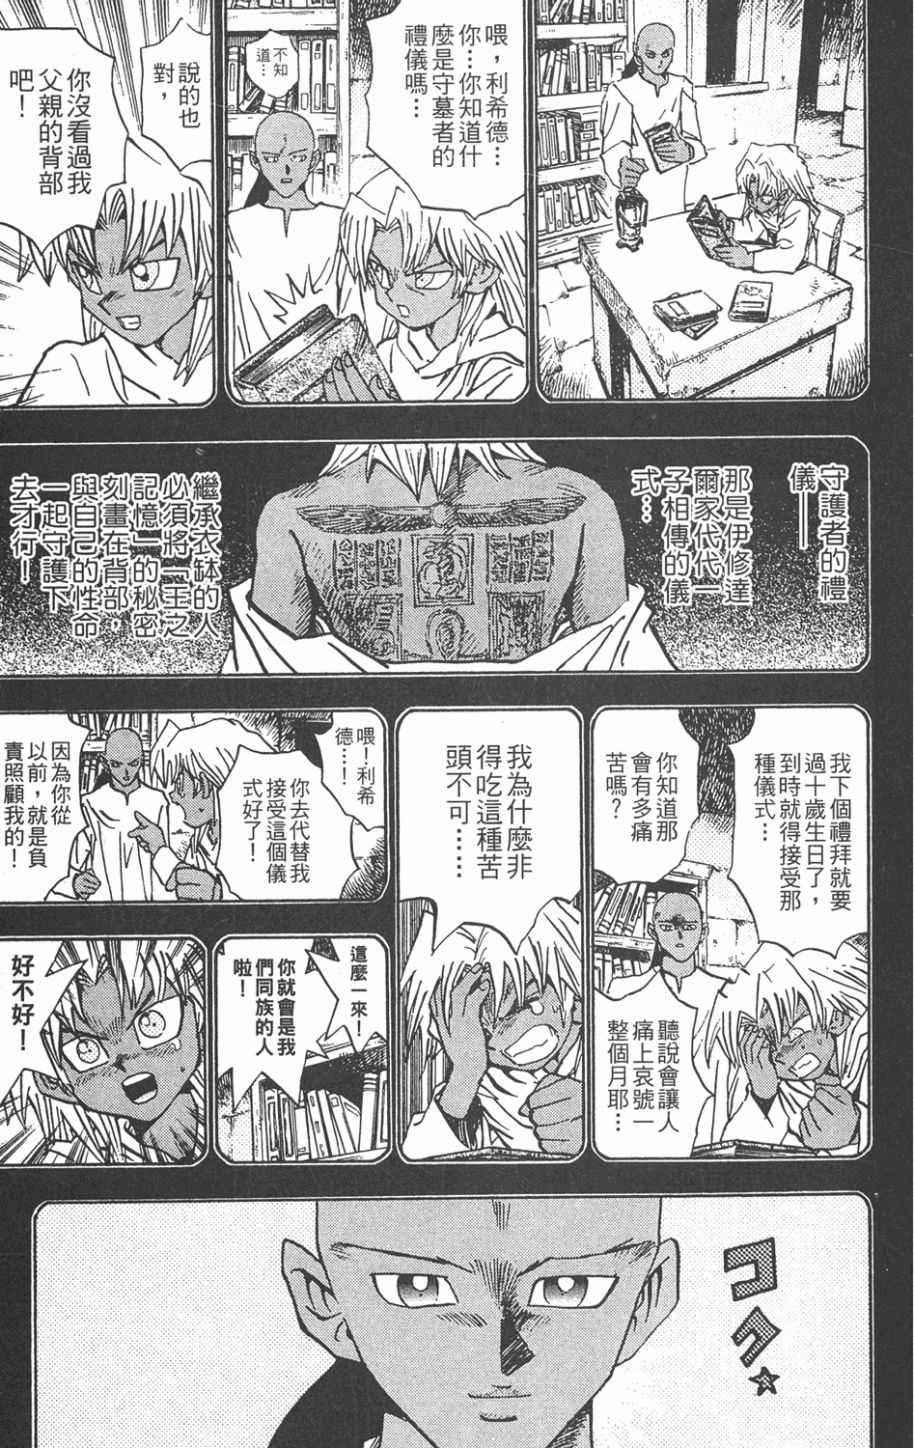 喂，利希德…
你…你知道什
麼是守墓者的
禮儀嗎…
不知
道…
說的也
對，
你沒看過我
父親的背部
吧！
守護者的禮
儀——
那是伊修達
爾家代代一
子相傳的儀
式…
繼承衣缽的人
必須將「王之
記憶」的秘密
刻畫在背部，
與自己的性命
一起守護下
去才行！
我下個禮拜就要
過十歲生日了，
到時就得接受那
種儀式…
你知道那
會有多痛
苦嗎？
聽說會讓人
痛上哀號一
整個月耶…
我為什麼非
得吃這種苦
頭不可……
喂！利希
德…！
你去代替我
接受這個儀
式好了！
因為你從
以前，就是負
責照顧我的！
這麼一來！
你就會是我
們同族的人
啦！
好不好！
コク☆